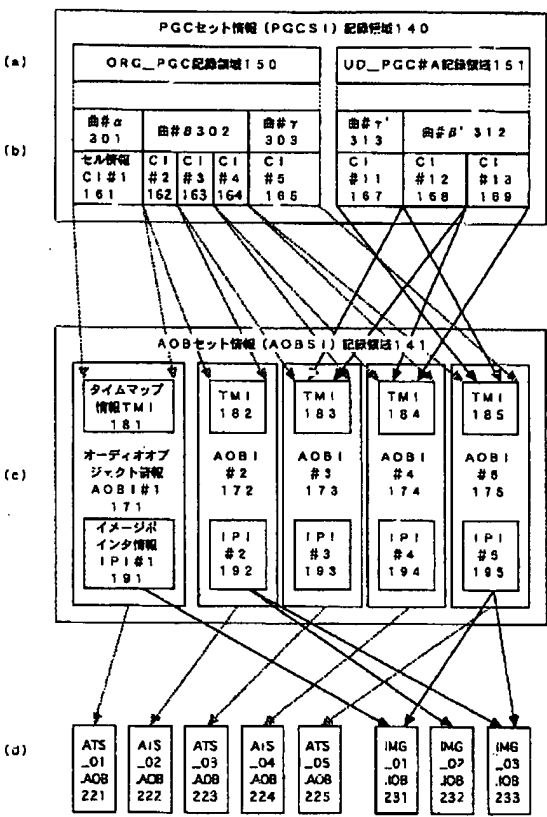 PGCセット情報(PGCSI)記録領域140
(a)
ORG_PGC記録領域150
UD_PGC#A記録領域151
(b)
曲#α
301
曲#β302
曲#γ
303
曲#γ'
313
曲#β' 312
セル情報
CI#1
161
CI
#2
162
CI
#3
163
CI
#4
164
CI
#5
165
CI
#11
167
CI
#12
168
CI
#13
169
AOBセット情報(AOBSI)記録領域141
(c)
タイムマップ
情報TMI
181
オーディオオブ
ジェクト情報
AOBI#1
171
イメージポ
インタ情報
IPI#1
191
TMI
182
AOBI
#2
172
IPI
#2
192
TMI
183
AOBI
#3
173
IPI
#3
193
TMI
184
AOBI
#4
174
IPI
#4
194
TMI
185
AOBI
175
IPI
#5
195
(d)
ATS
_01
.AOB
221
ATS
_02
.AOB
222
ATS
_03
.AOB
223
ATS
_04
.AOB
224
ATS
_05
.AOB
225
IMG
_01
.IOB
231
IMG
_02
.IOB
232
IMG
_03
.IOB
233